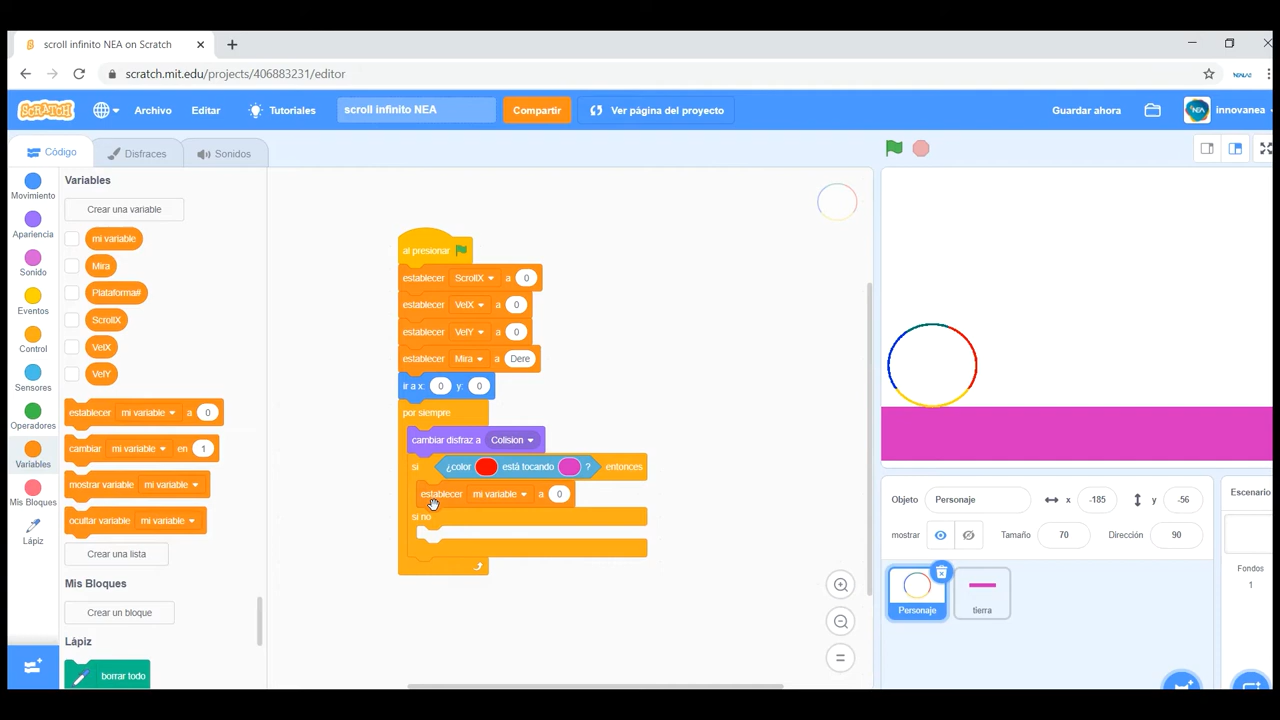 scroll infinito NEA on Scratch
scratch.mit.edu/projects/406883231/editor
SCRATCH
Archivo
Editar
Tutoriales
scroll infinito NEA
Compartir
Ver página del proyecto
Guardar ahora
NEA
innovanea
Código
Disfraces
Sonidos
Movimiento
Apariencia
Sonido
Eventos
Control
Sensores
Operadores
Variables
Mis Bloques
Lápiz
Variables
Crear una variable
mi variable
Mira
Plataforma#
ScrollX
VelX
VelY
establecer mi variable a 0
cambiar mi variable en 1
mostrar variable mi variable
ocultar variable mi variable
Crear una lista
Mis Bloques
Crear un bloque
Lápiz
borrar todo
al presionar
establecer ScrollX a 0
establecer VelX a 0
establecer VelY a 0
establecer Mira a Dere
ir a x: 0 y: 0
por siempre
cambiar disfraz a Colision
si ¿color está tocando ? entonces
establecer mi variable a 0
si no
Objeto Personaje x -185 y -56
mostrar Tamaño 70 Dirección 90
Personaje
tierra
Escenario
Fondos
1